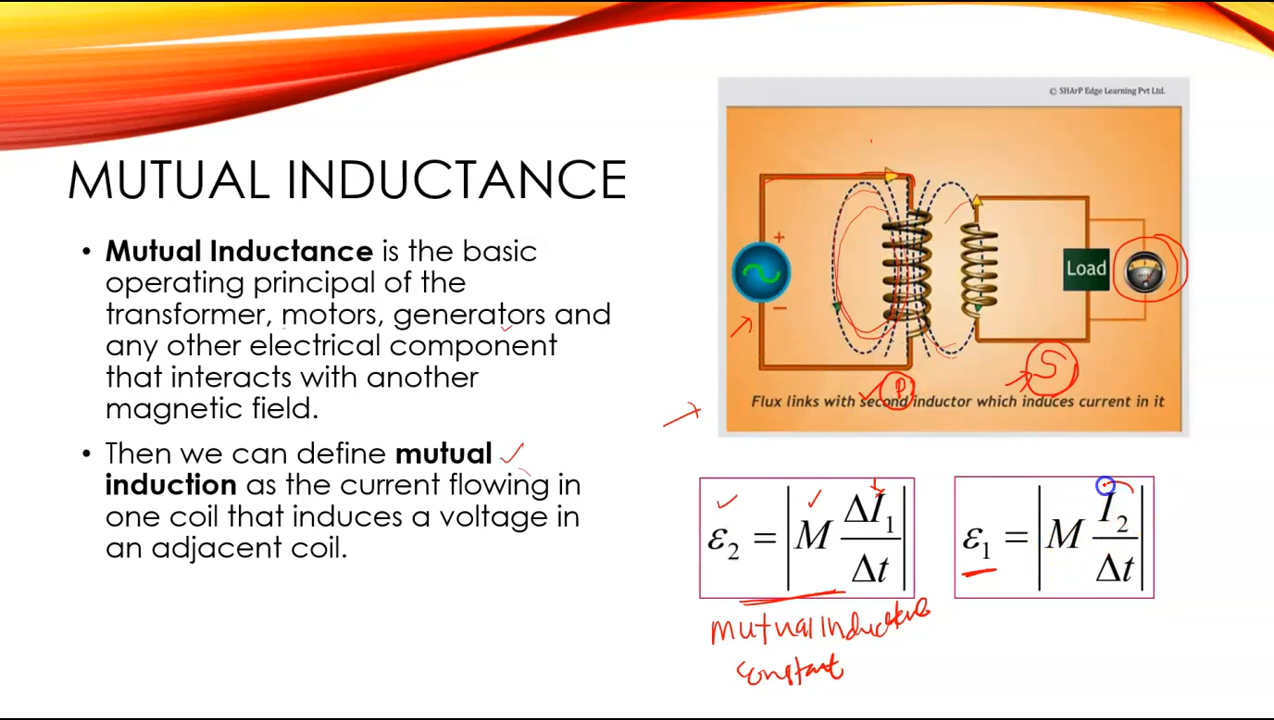 © SHArP Edge Learning Pvt Ltd.
MUTUAL INDUCTANCE
• Mutual Inductance is the basic
operating principal of the
transformer, motors, generators and
any other electrical component
that interacts with another
magnetic field.
• Then we can define mutual
induction as the current flowing in
one coil that induces a voltage in
an adjacent coil.
+
−
Load
P
S
Flux links with second inductor which induces current in it
ε₂ = |M ΔI₁/Δt|
ε₁ = |M I₂/Δt|
mutual inductance
constant